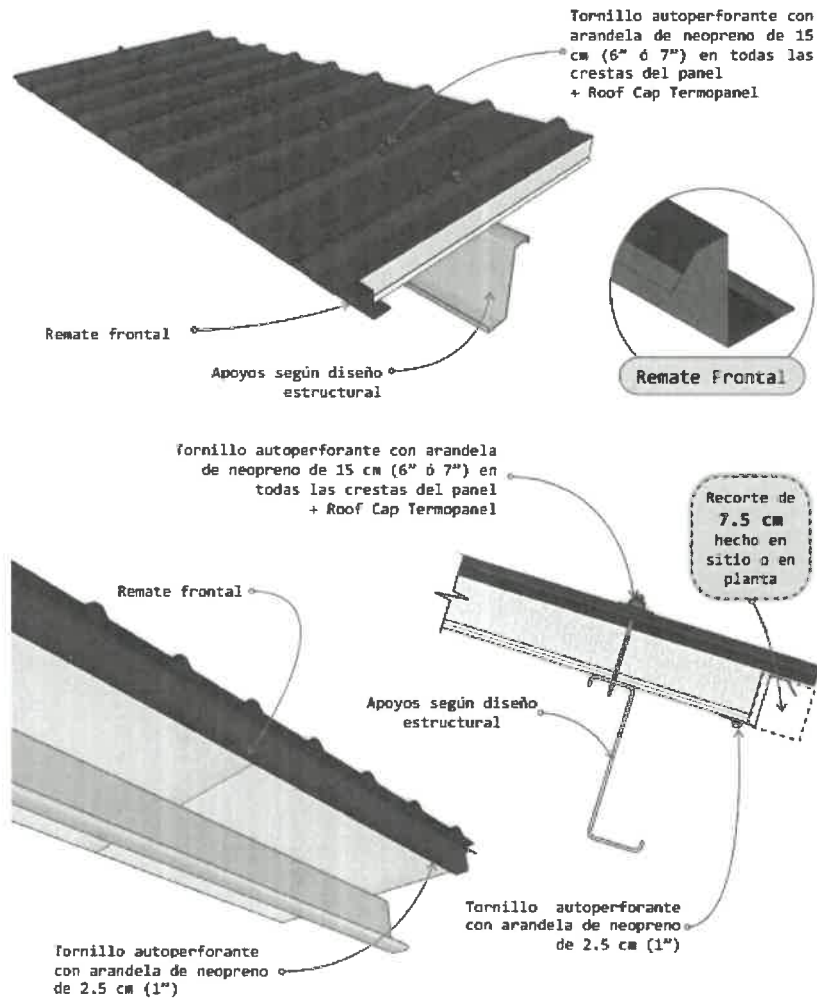 Tornillo autoperforante con
arandela de neopreno de 15
cm (6” ó 7”) en todas las
crestas del panel
+ Roof Cap Termopanel
Remate frontal
Apoyos según diseño
estructural
Remate Frontal
Tornillo autoperforante con arandela
de neopreno de 15 cm (6” ó 7”) en
todas las crestas del panel
+ Roof Cap Termopanel
Recorte de
7.5 cm
hecho en
sitio o en
planta
Remate frontal
Apoyos según diseño
estructural
Tornillo autoperforante
con arandela de neopreno
de 2.5 cm (1”)
Tornillo autoperforante
con arandela de neopreno
de 2.5 cm (1”)